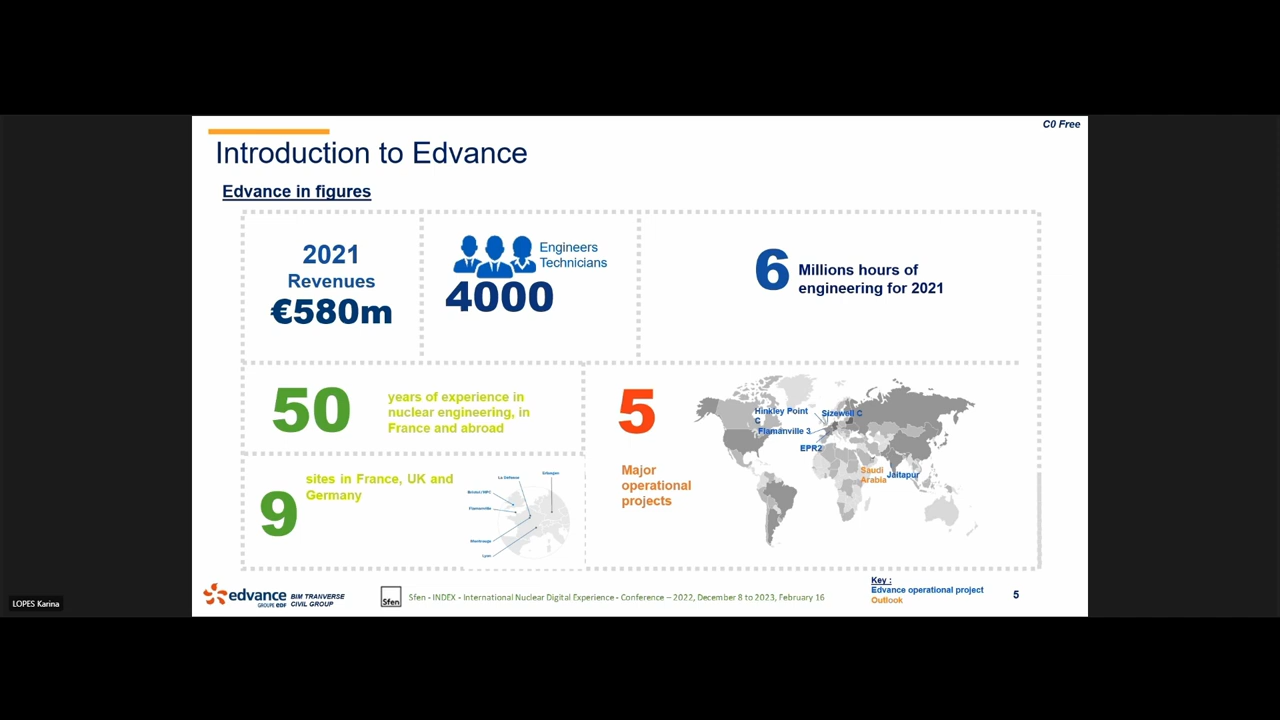 C0 Free
Introduction to Edvance
Edvance in figures
2021
Revenues
€580m
Engineers
Technicians
4000
6
Millions hours of
engineering for 2021
50
years of experience in
nuclear engineering, in
France and abroad
5
Major
operational
projects
Hinkley Point
C
Sizewell C
Flamanville 3
EPR2
Saudi
Arabia
Jaitapur
9
sites in France, UK and
Germany
Erlangen
La Défense
Bristol / HPC
Flamanville
Montrouge
Lyon
Key :
Edvance operational project
Outlook
edvance
GROUPE EDF
BIM TRANVERSE
CIVIL GROUP
Sfen
Sfen - INDEX - International Nuclear Digital Experience - Conference – 2022, December 8 to 2023, February 16
5
LOPES Karina